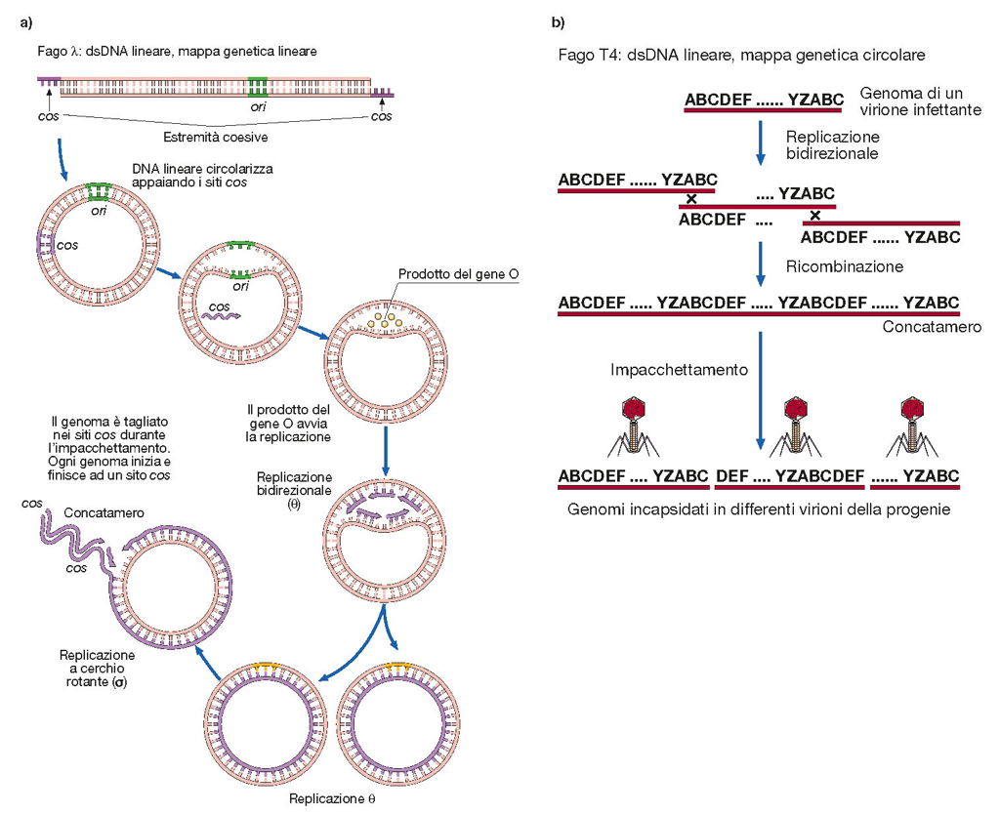 a)
Fago λ: dsDNA lineare, mappa genetica lineare
cos
ori
cos
Estremità coesive
DNA lineare circolarizza
appaiando i siti cos
ori
cos
ori
cos
Prodotto del gene O
Il prodotto del
gene O avvia
la replicazione
Il genoma è tagliato
nei siti cos durante
l'impacchettamento.
Ogni genoma inizia e
finisce ad un sito cos
Replicazione
bidirezionale
(θ)
cos
Concatamero
cos
Replicazione
a cerchio
rotante (σ)
Replicazione θ
b)
Fago T4: dsDNA lineare, mappa genetica circolare
ABCDEF ...... YZABC
Genoma di un
virione infettante
Replicazione
bidirezionale
ABCDEF ...... YZABC
.... YZABC
ABCDEF ....
ABCDEF ...... YZABC
Ricombinazione
ABCDEF ...... YZABCDEF ..... YZABCDEF ...... YZABC
Concatamero
Impacchettamento
ABCDEF .... YZABC DEF .... YZABCDEF ...... YZABC
Genomi incapsidati in differenti virioni della progenie